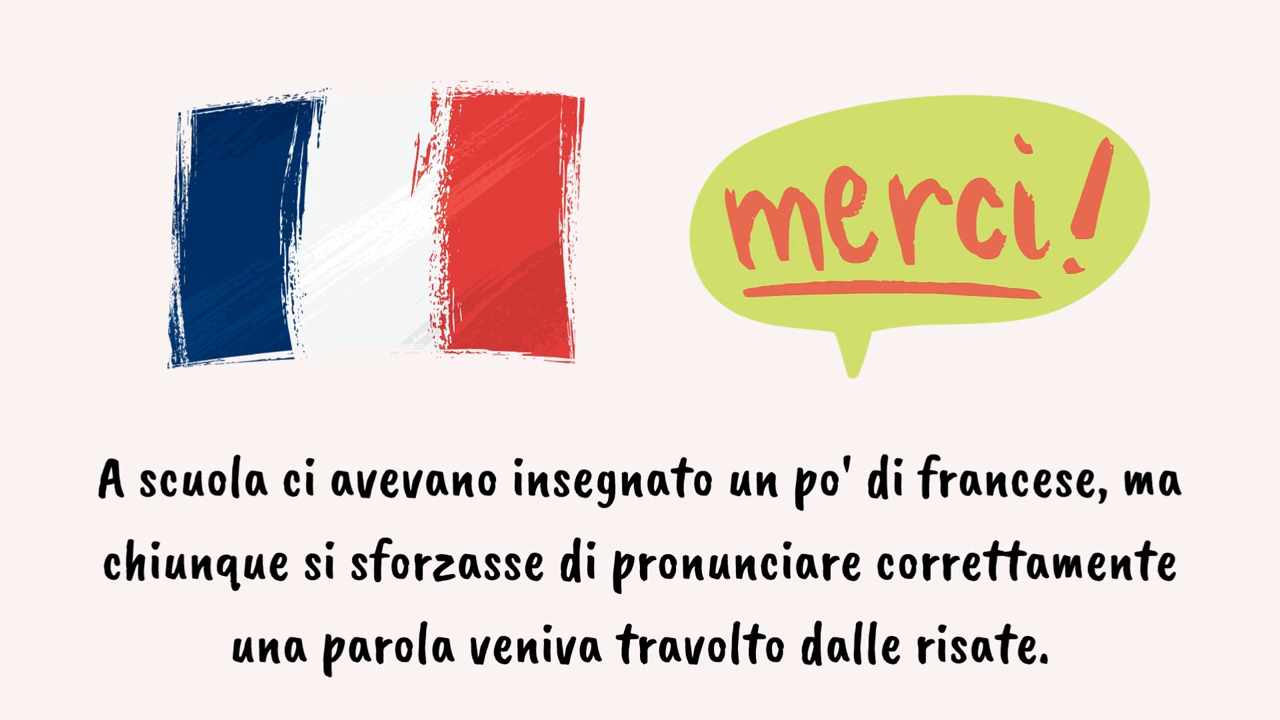 merci!
A scuola ci avevano insegnato un po' di francese, ma
chiunque si sforzasse di pronunciare correttamente
una parola veniva travolto dalle risate.